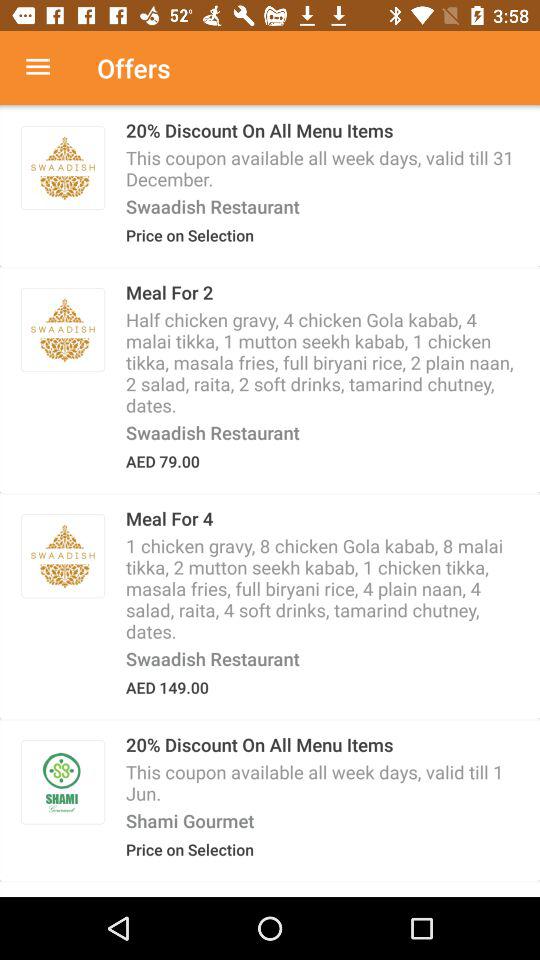 52°
3:58
Offers
SWAADISH
20% Discount On All Menu Items
This coupon available all week days, valid till 31
December.
Swaadish Restaurant
Price on Selection
SWAADISH
Meal For 2
Half chicken gravy, 4 chicken Gola kabab, 4
malai tikka, 1 mutton seekh kabab, 1 chicken
tikka, masala fries, full biryani rice, 2 plain naan,
2 salad, raita, 2 soft drinks, tamarind chutney,
dates.
Swaadish Restaurant
AED 79.00
SWAADISH
Meal For 4
1 chicken gravy, 8 chicken Gola kabab, 8 malai
tikka, 2 mutton seekh kabab, 1 chicken tikka,
masala fries, full biryani rice, 4 plain naan, 4
salad, raita, 4 soft drinks, tamarind chutney,
dates.
Swaadish Restaurant
AED 149.00
SS
SHAMI
Gourmet
20% Discount On All Menu Items
This coupon available all week days, valid till 1
Jun.
Shami Gourmet
Price on Selection